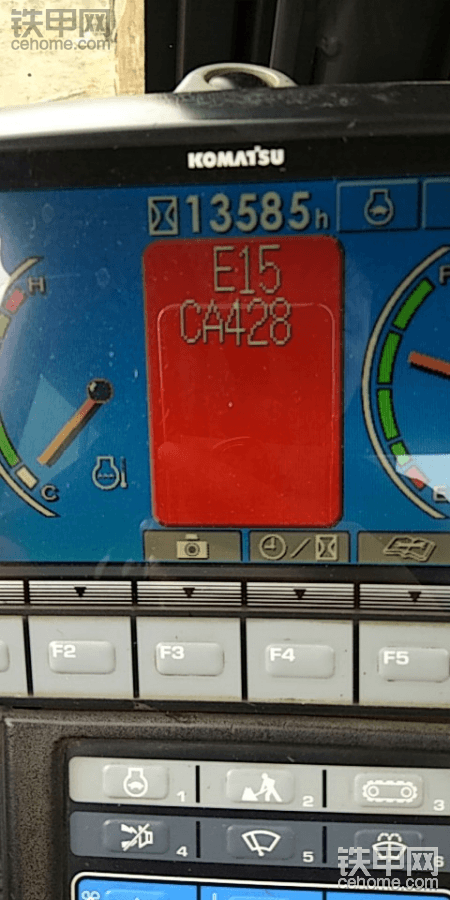 铁甲网
cehome.com
KOMATSU
13585h
E15
CA428
H
C
F
E
F2
F3
F4
F5
1
2
3
4
5
6
铁甲网
cehome.com